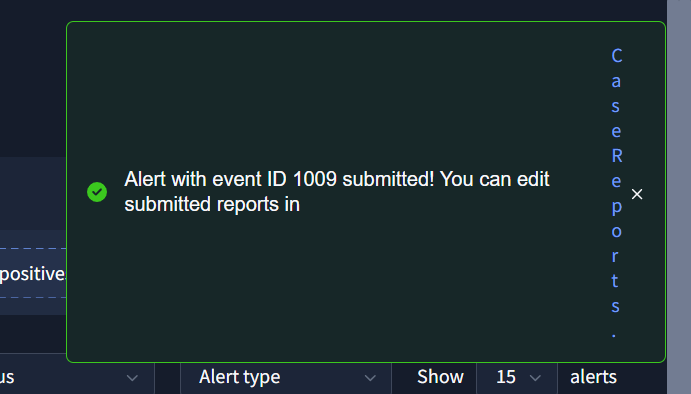 Alert with event ID 1009 submitted! You can edit
submitted reports in
C
a
s
e
R
e
p
o
r
t
s
.
positive
us
Alert type
Show
15
alerts